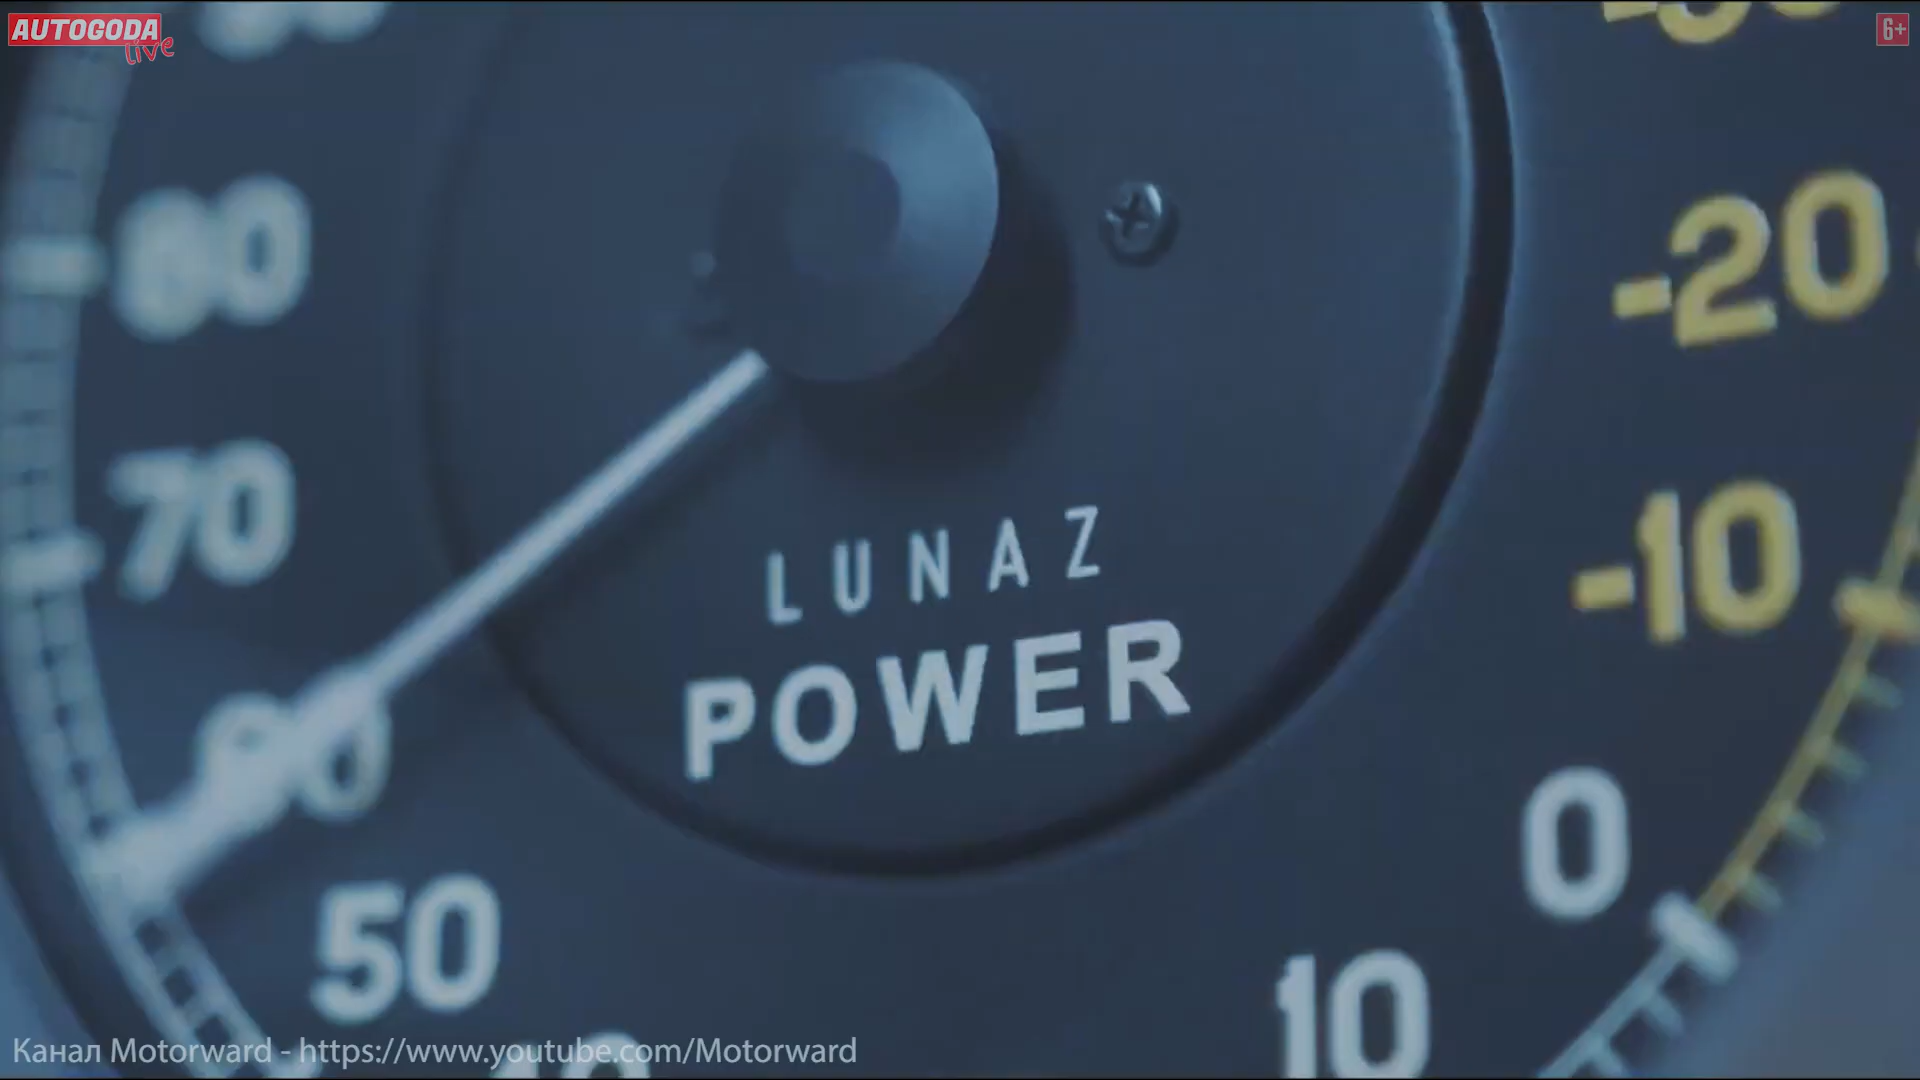 AUTOGODA
live
6+
80
-20
70
-10
LUNAZ
POWER
60
0
50
10
Канал Motorward - https://www.youtube.com/Motorward